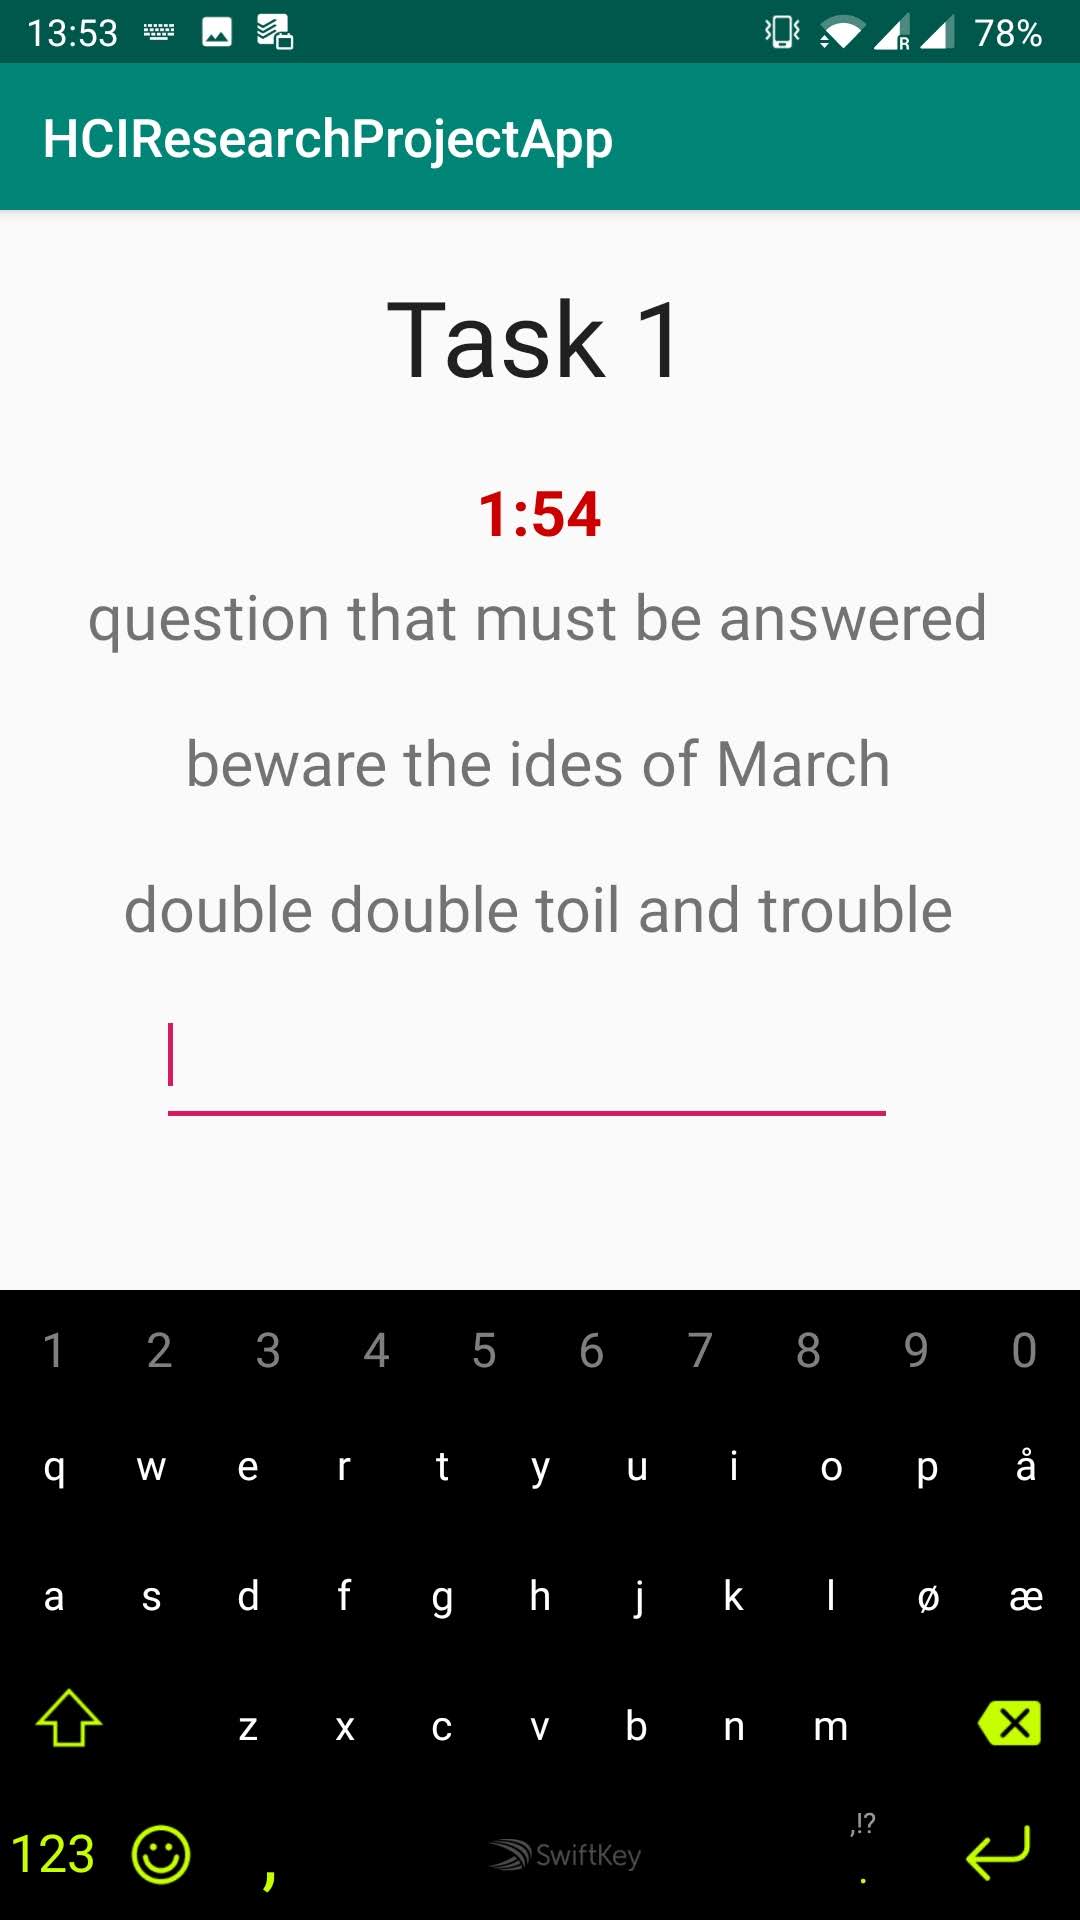 13:53 R 78%
HCIResearchProjectApp
Task 1
1:54
question that must be answered
beware the ides of March
double double toil and trouble
1 2 3 4 5 6 7 8 9 0
q w e r t y u i o p å
a s d f g h j k l ø æ
z x c v b n m
,!?
123 , SwiftKey .